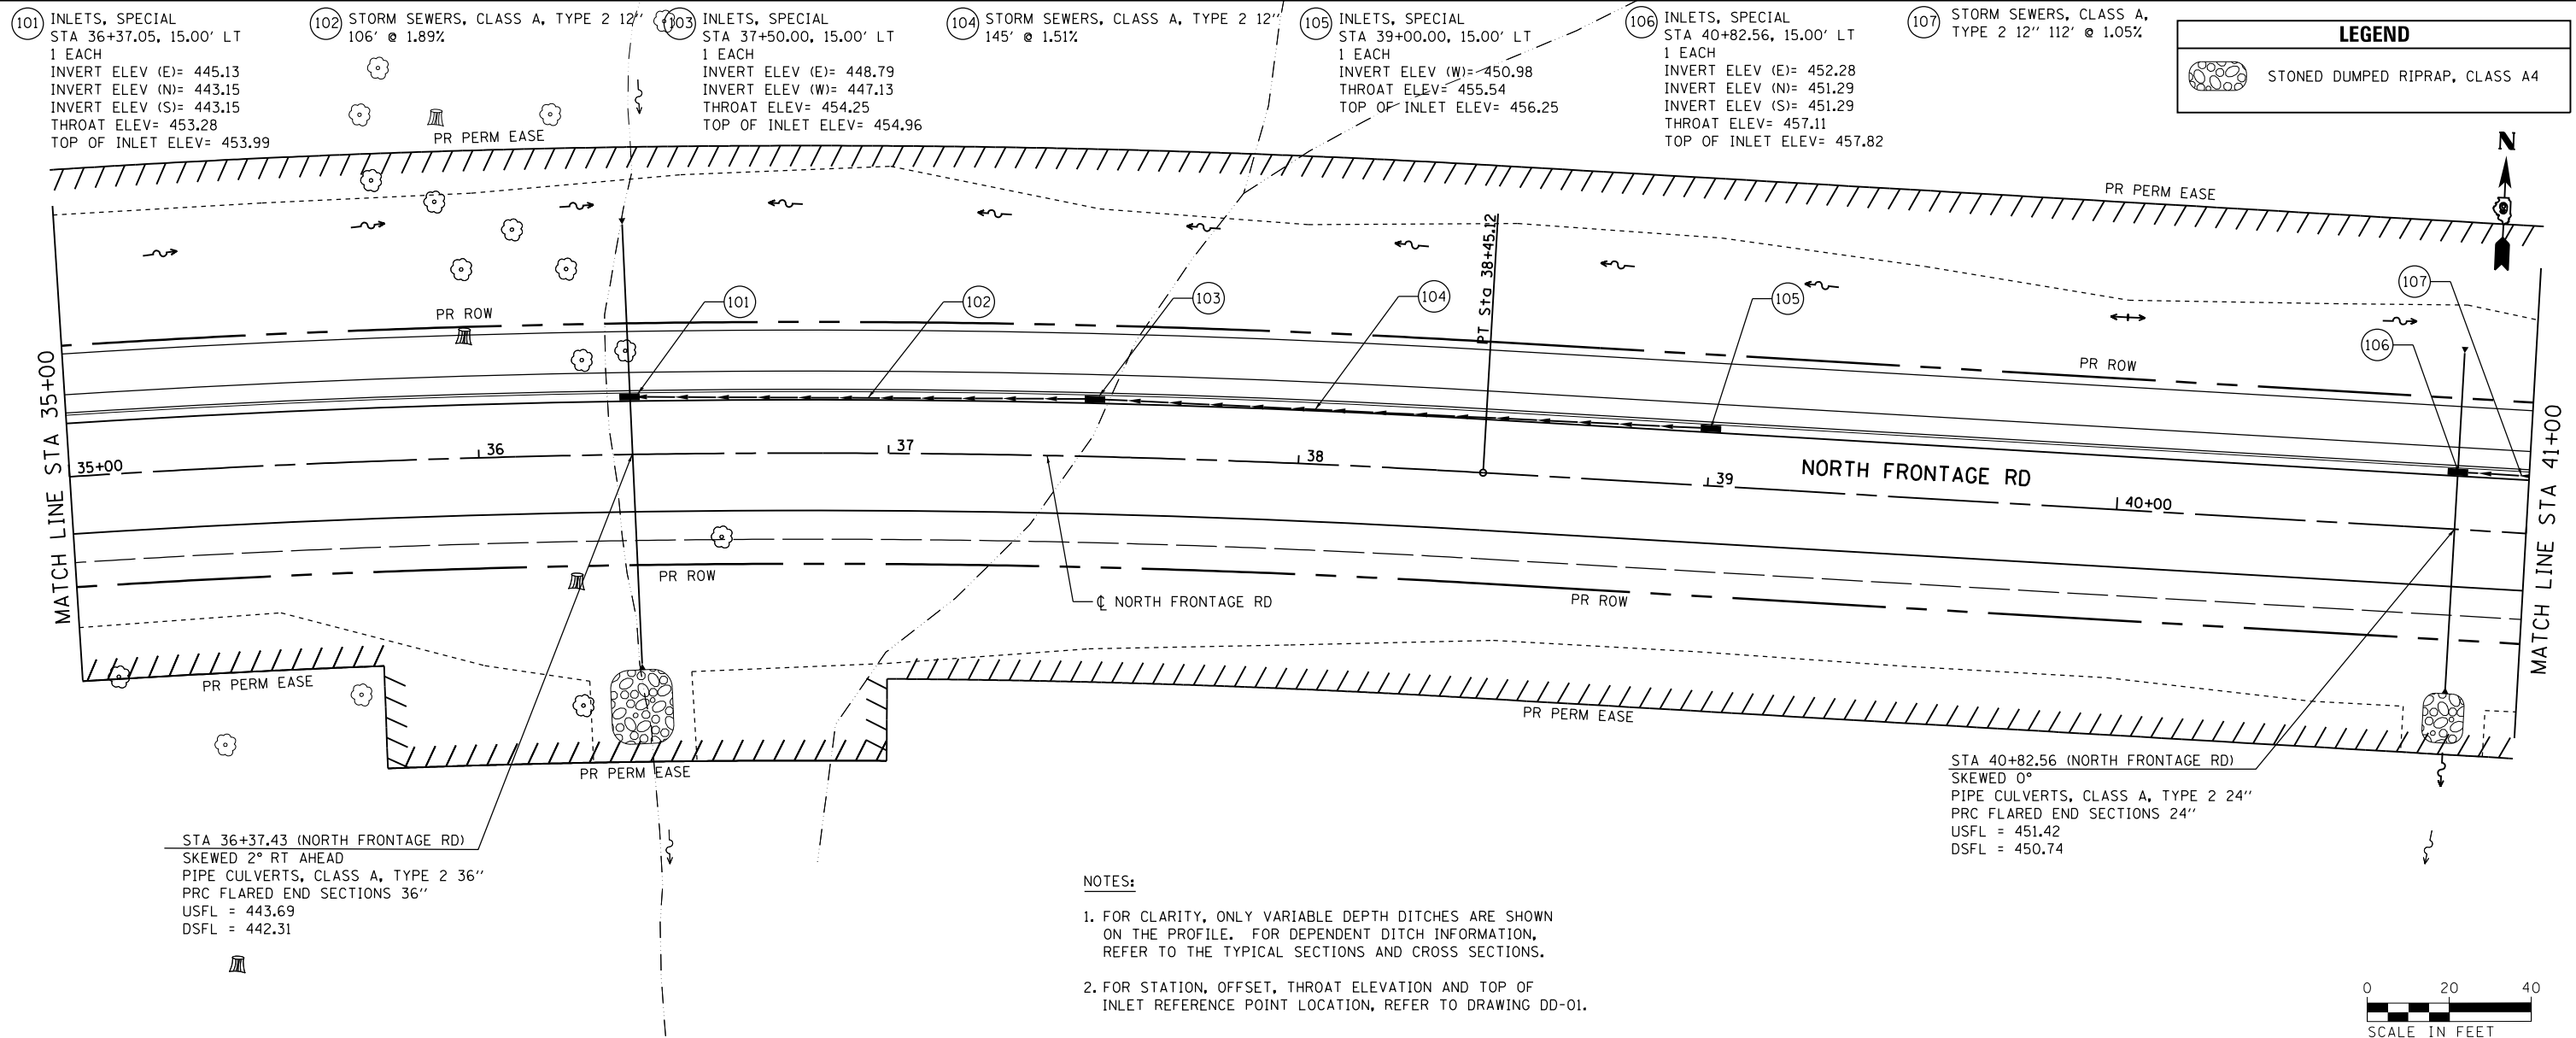 101 INLETS, SPECIAL
STA 36+37.05, 15.00' LT
1 EACH
INVERT ELEV (E)= 445.13
INVERT ELEV (N)= 443.15
INVERT ELEV (S)= 443.15
THROAT ELEV= 453.28
TOP OF INLET ELEV= 453.99
102 STORM SEWERS, CLASS A, TYPE 2 12"
106' @ 1.89%
103 INLETS, SPECIAL
STA 37+50.00, 15.00' LT
1 EACH
INVERT ELEV (E)= 448.79
INVERT ELEV (W)= 447.13
THROAT ELEV= 454.25
TOP OF INLET ELEV= 454.96
104 STORM SEWERS, CLASS A, TYPE 2 12"
145' @ 1.51%
105 INLETS, SPECIAL
STA 39+00.00, 15.00' LT
1 EACH
INVERT ELEV (W)= 450.98
THROAT ELEV= 455.54
TOP OF INLET ELEV= 456.25
106 INLETS, SPECIAL
STA 40+82.56, 15.00' LT
1 EACH
INVERT ELEV (E)= 452.28
INVERT ELEV (N)= 451.29
INVERT ELEV (S)= 451.29
THROAT ELEV= 457.11
TOP OF INLET ELEV= 457.82
107 STORM SEWERS, CLASS A,
TYPE 2 12" 112' @ 1.05%
LEGEND
STONED DUMPED RIPRAP, CLASS A4
N
PR PERM EASE
PR PERM EASE
PT Sta 38+45.12
PR ROW
101
102
103
104
105
106
107
PR ROW
MATCH LINE STA 35+00
35+00
36
37
38
39
40+00
NORTH FRONTAGE RD
MATCH LINE STA 41+00
PR ROW
℄ NORTH FRONTAGE RD
PR ROW
PR PERM EASE
PR PERM EASE
PR PERM EASE
STA 36+37.43 (NORTH FRONTAGE RD)
SKEWED 2° RT AHEAD
PIPE CULVERTS, CLASS A, TYPE 2 36"
PRC FLARED END SECTIONS 36"
USFL = 443.69
DSFL = 442.31
STA 40+82.56 (NORTH FRONTAGE RD)
SKEWED 0°
PIPE CULVERTS, CLASS A, TYPE 2 24"
PRC FLARED END SECTIONS 24"
USFL = 451.42
DSFL = 450.74
NOTES:
1. FOR CLARITY, ONLY VARIABLE DEPTH DITCHES ARE SHOWN
ON THE PROFILE. FOR DEPENDENT DITCH INFORMATION,
REFER TO THE TYPICAL SECTIONS AND CROSS SECTIONS.
2. FOR STATION, OFFSET, THROAT ELEVATION AND TOP OF
INLET REFERENCE POINT LOCATION, REFER TO DRAWING DD-01.
0 20 40
SCALE IN FEET